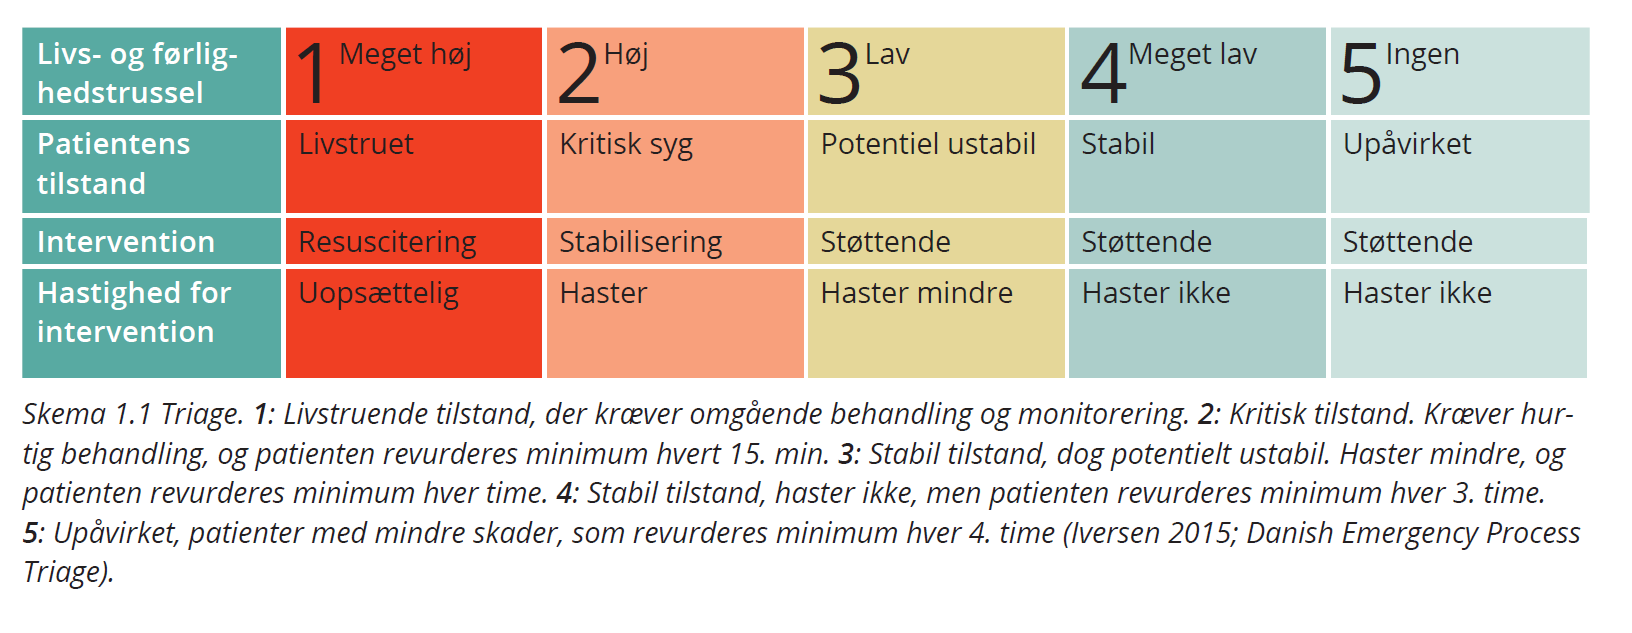 Livs- og førlig-
hedstrussel
1 Meget høj
2 Høj
3 Lav
4 Meget lav
5 Ingen
Patientens
tilstand
Livstruet
Kritisk syg
Potentiel ustabil
Stabil
Upåvirket
Intervention
Resuscitering
Stabilisering
Støttende
Støttende
Støttende
Hastighed for
intervention
Uopsættelig
Haster
Haster mindre
Haster ikke
Haster ikke
Skema 1.1 Triage. 1: Livstruende tilstand, der kræver omgående behandling og monitorering. 2: Kritisk tilstand. Kræver hur-
tig behandling, og patienten revurderes minimum hvert 15. min. 3: Stabil tilstand, dog potentielt ustabil. Haster mindre, og
patienten revurderes minimum hver time. 4: Stabil tilstand, haster ikke, men patienten revurderes minimum hver 3. time.
5: Upåvirket, patienter med mindre skader, som revurderes minimum hver 4. time (Iversen 2015; Danish Emergency Process
Triage).